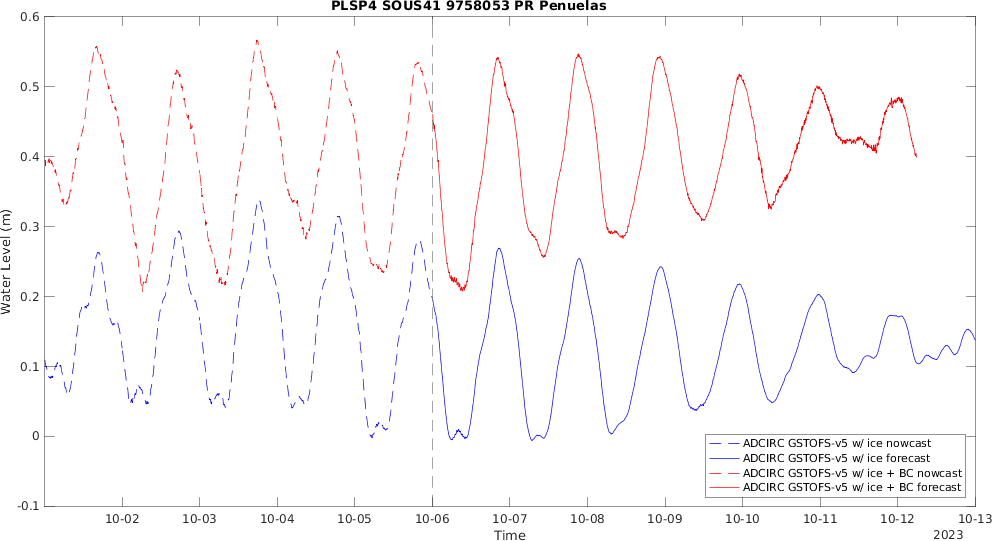 PLSP4 SOUS41 9758053 PR Penuelas
0.6
0.5
0.4
0.3
0.2
0.1
0
-0.1
Water Level (m)
10-02 10-03 10-04 10-05 10-06 10-07 10-08 10-09 10-10 10-11 10-12 10-13
Time
2023
ADCIRC GSTOFS-v5 w/ ice nowcast
ADCIRC GSTOFS-v5 w/ ice forecast
ADCIRC GSTOFS-v5 w/ ice + BC nowcast
ADCIRC GSTOFS-v5 w/ ice + BC forecast